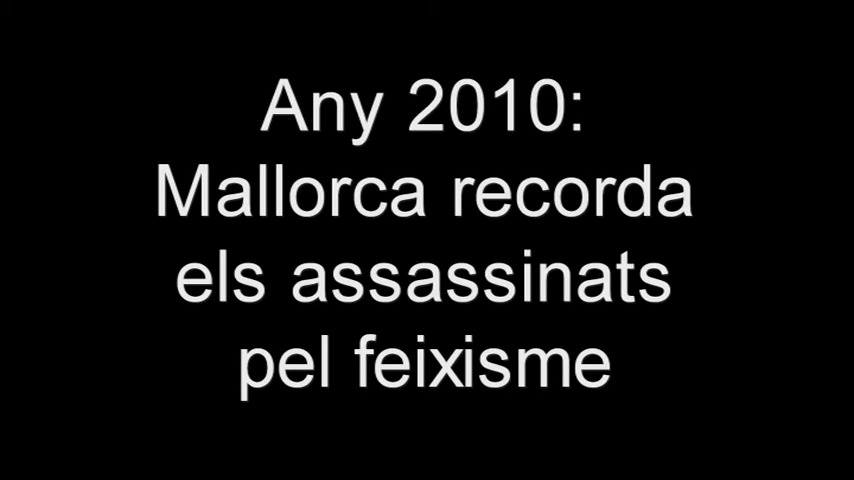 Any 2010:
Mallorca recorda
els assassinats
pel feixisme